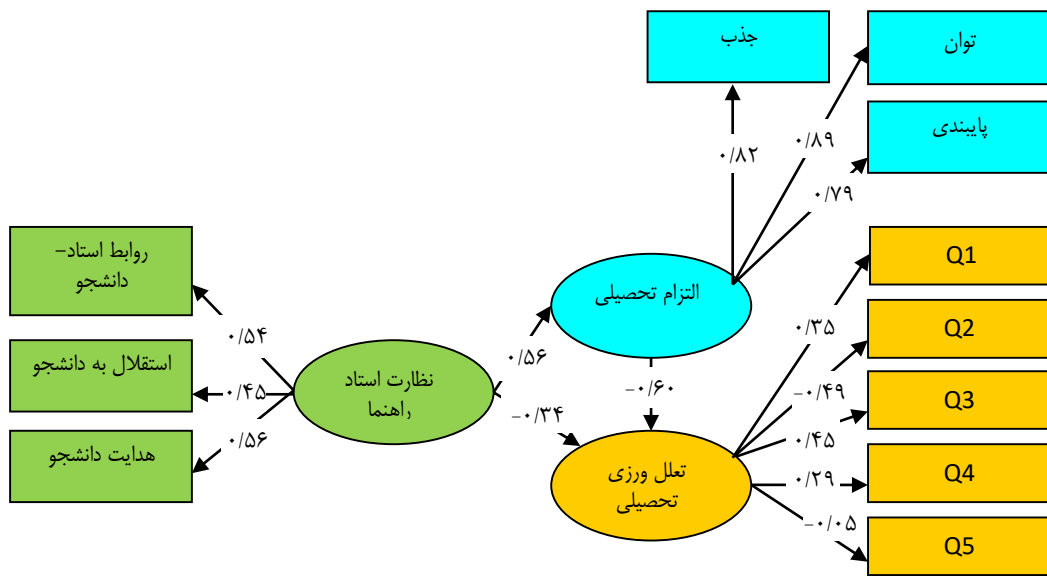 جذب
توان
پایبندی
۰/۸۲
۰/۸۹
۰/۷۹
روابط استاد–
دانشجو
استقلال به دانشجو
هدایت دانشجو
۰/۵۴
۰/۴۵
۰/۵۶
نظارت استاد
راهنما
۰/۵۶
–۰/۳۴
التزام تحصیلی
–۰/۶۰
تعلل ورزی
تحصیلی
۰/۳۵
–۰/۴۹
۰/۴۵
۰/۲۹
–۰/۰۵
Q1
Q2
Q3
Q4
Q5